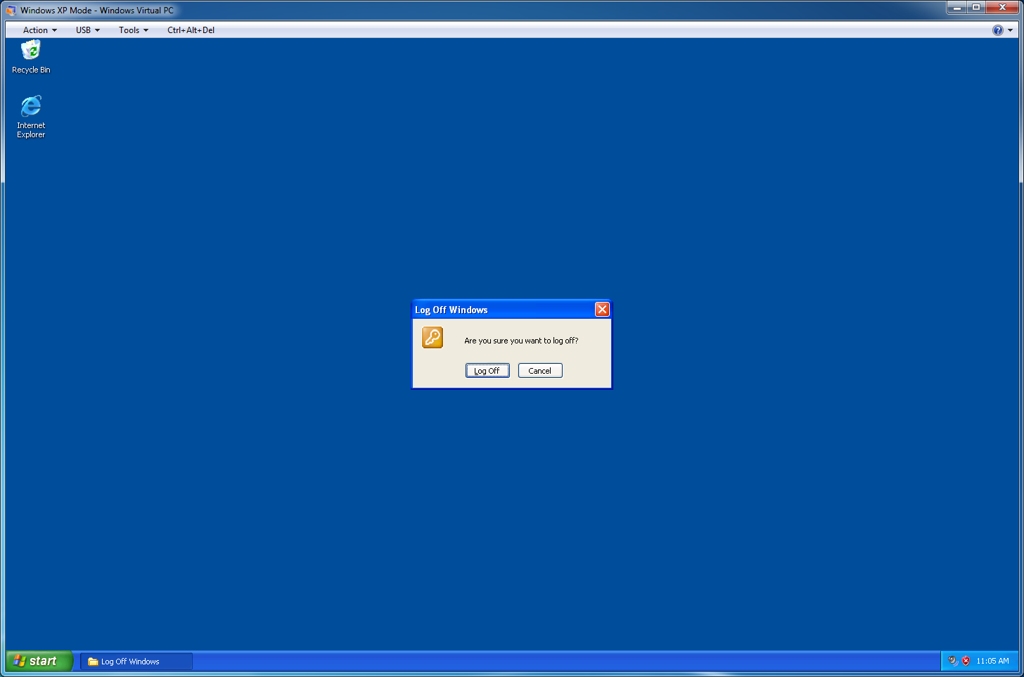 Windows XP Mode - Windows Virtual PC
Action USB Tools Ctrl+Alt+Del
Recycle Bin
Internet
Explorer
Log Off Windows
Are you sure you want to log off?
Log Off Cancel
start Log Off Windows 11:05 AM